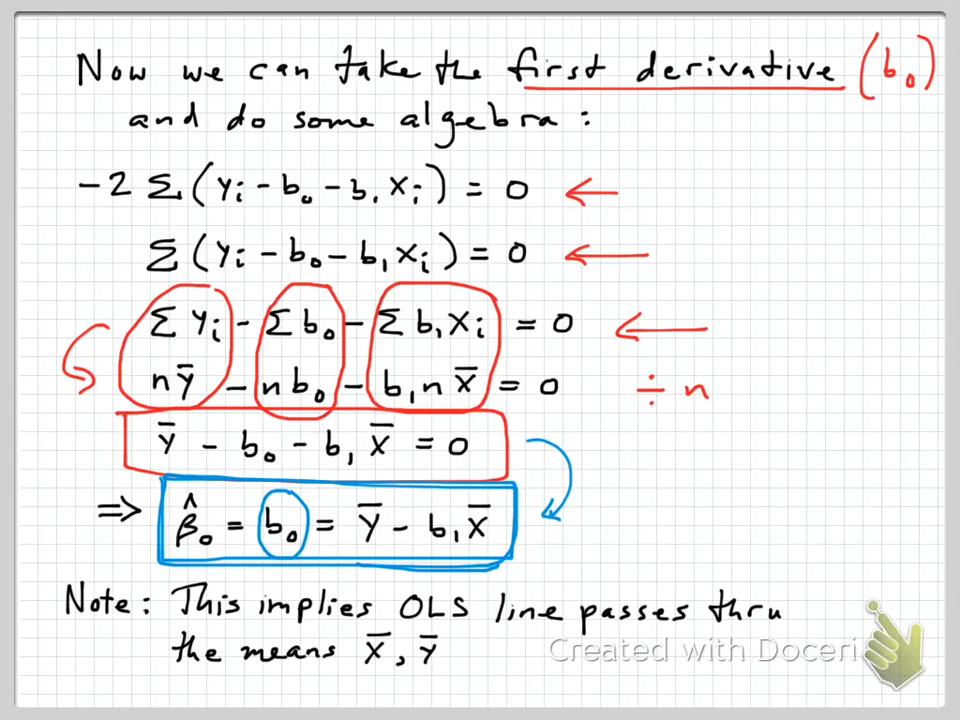 Now we can take the first derivative (b₀)
and do some algebra:
-2 Σ(Yᵢ - b₀ - b₁Xᵢ) = 0 ←
Σ(Yᵢ - b₀ - b₁Xᵢ) = 0 ←
ΣYᵢ - Σb₀ - Σb₁Xᵢ = 0 ←
nȲ - nb₀ - b₁nX̄ = 0 ÷ n
Ȳ - b₀ - b₁X̄ = 0
⇒ β̂₀ = b₀ = Ȳ - b₁X̄
Note: This implies OLS line passes thru
the means X̄, Ȳ
Created with Doceri